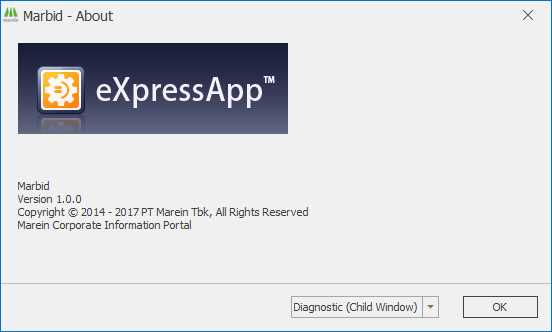 marein
Marbid - About
eXpressApp™
Marbid
Version 1.0.0
Copyright © 2014 - 2017 PT Marein Tbk, All Rights Reserved
Marein Corporate Information Portal
Diagnostic (Child Window)
OK